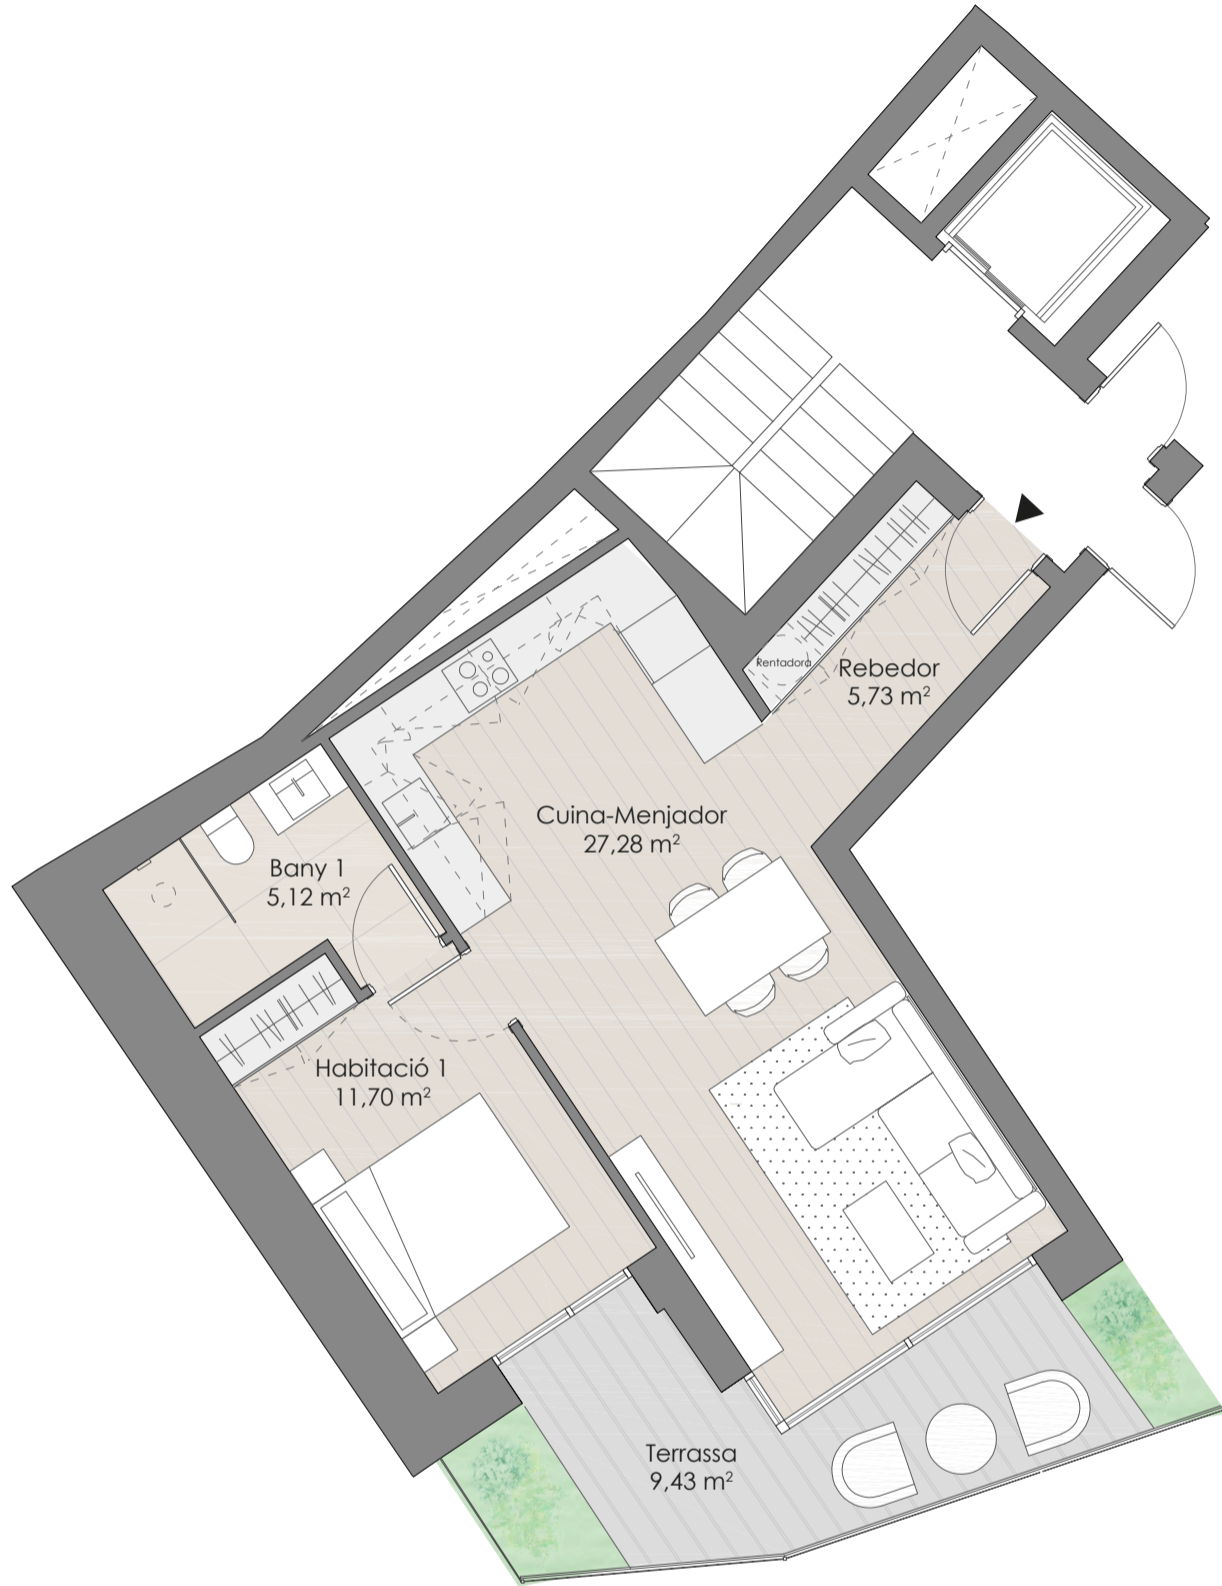 Rentadora
Rebedor
5,73 m²
Cuina-Menjador
27,28 m²
Bany 1
5,12 m²
Habitació 1
11,70 m²
Terrassa
9,43 m²